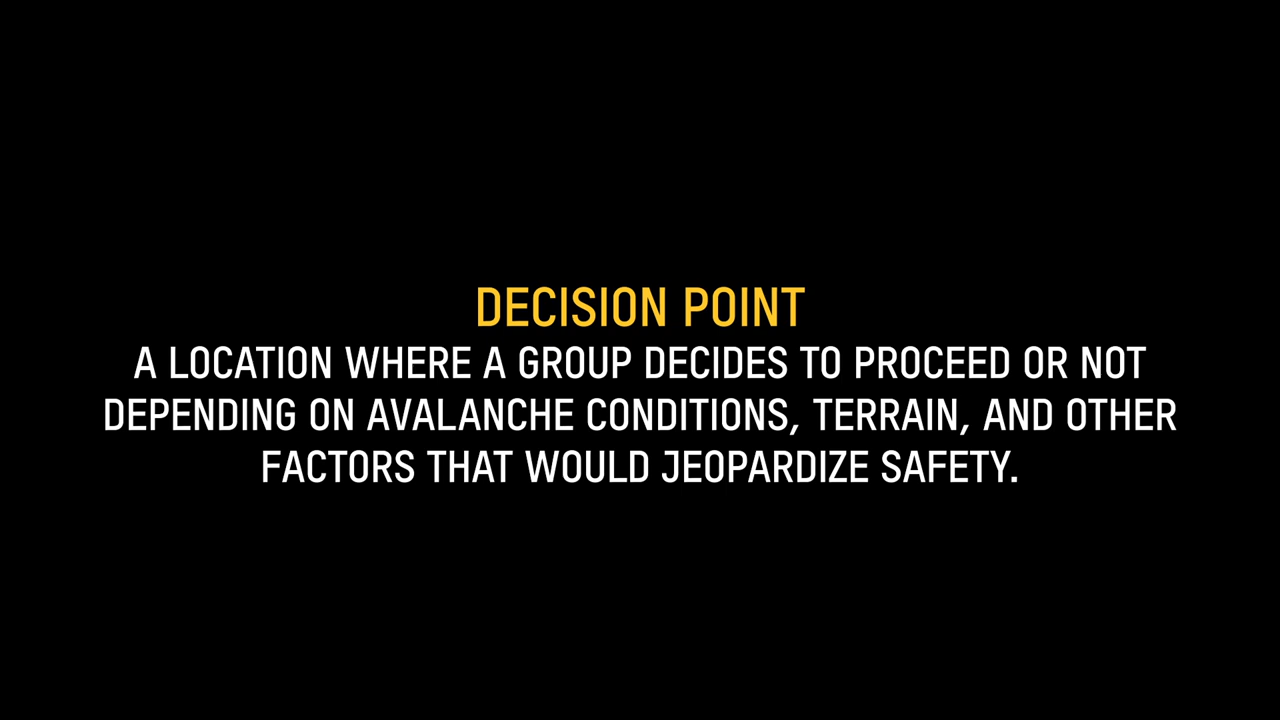 DECISION POINT
A LOCATION WHERE A GROUP DECIDES TO PROCEED OR NOT
DEPENDING ON AVALANCHE CONDITIONS, TERRAIN, AND OTHER
FACTORS THAT WOULD JEOPARDIZE SAFETY.